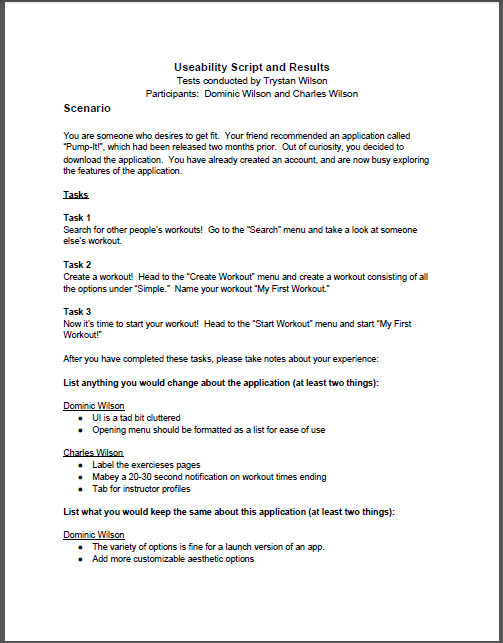 Useability Script and Results
Tests conducted by Trystan Wilson
Participants: Dominic Wilson and Charles Wilson
Scenario
You are someone who desires to get fit. Your friend recommended an application called
“Pump-It!”, which had been released two months prior. Out of curiosity, you decided to
download the application. You have already created an account, and are now busy exploring
the features of the application.
Tasks
Task 1
Search for other people’s workouts! Go to the “Search” menu and take a look at someone
else’s workout.
Task 2
Create a workout! Head to the “Create Workout” menu and create a workout consisting of all
the options under “Simple.” Name your workout “My First Workout.”
Task 3
Now it’s time to start your workout! Head to the “Start Workout” menu and start “My First
Workout!”
After you have completed these tasks, please take notes about your experience:
List anything you would change about the application (at least two things):
Dominic Wilson
● UI is a tad bit cluttered
● Opening menu should be formatted as a list for ease of use
Charles Wilson
● Label the exercieses pages
● Mabey a 20-30 second notification on workout times ending
● Tab for instructor profiles
List what you would keep the same about this application (at least two things):
Dominic Wilson
● The variety of options is fine for a launch version of an app.
● Add more customizable aesthetic options